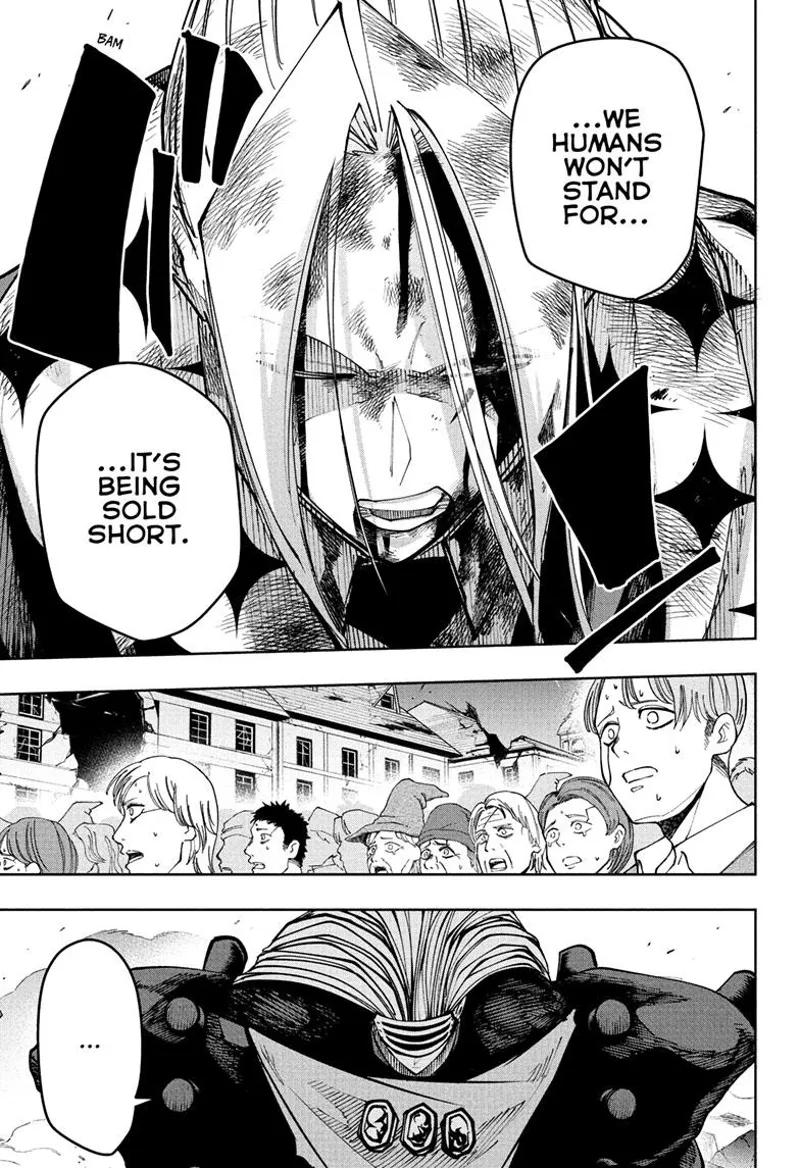 BAM
...WE
HUMANS
WON'T
STAND
FOR...
...IT'S
BEING
SOLD
SHORT.
...